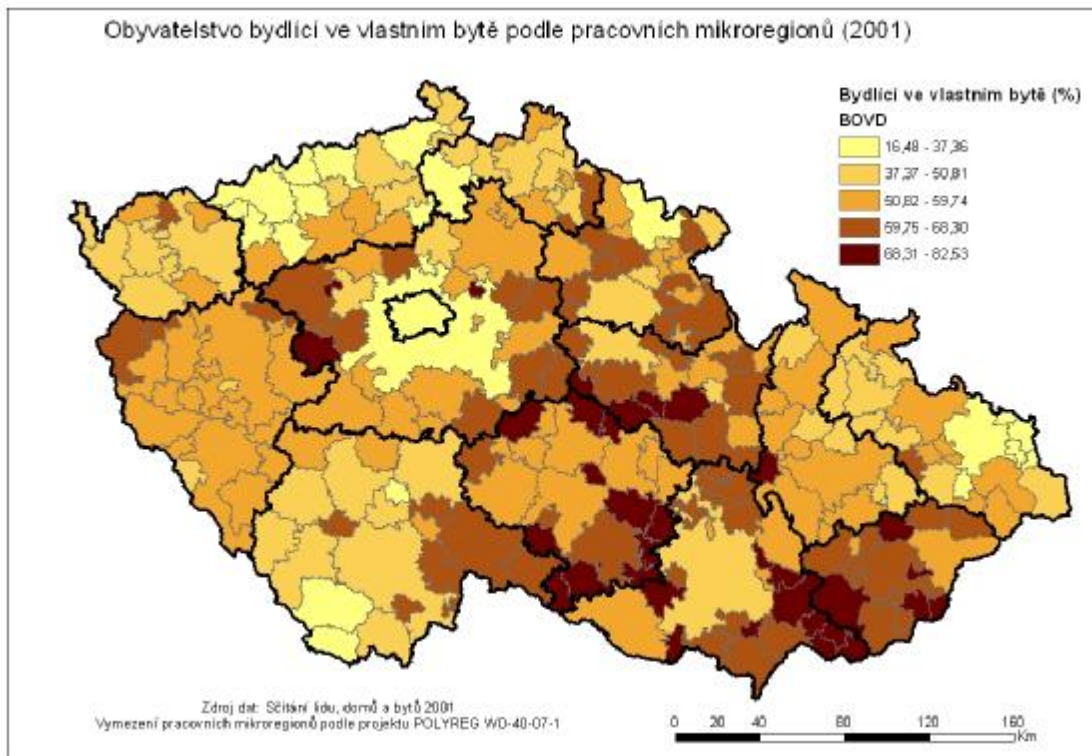 Obyvatelstvo bydlící ve vlastním bytě podle pracovních mikroregionů (2001)
Bydlící ve vlastním bytě (%)
BOVD
16,48 - 37,36
37,37 - 50,81
50,82 - 59,74
59,75 - 68,30
68,31 - 82,53
Zdroj dat: Sčítání lidu, domů a bytů 2001
Vymezení pracovních mikroregionů podle projektu POLYREG WD-40-07-1
0 20 40 80 120 160
Km